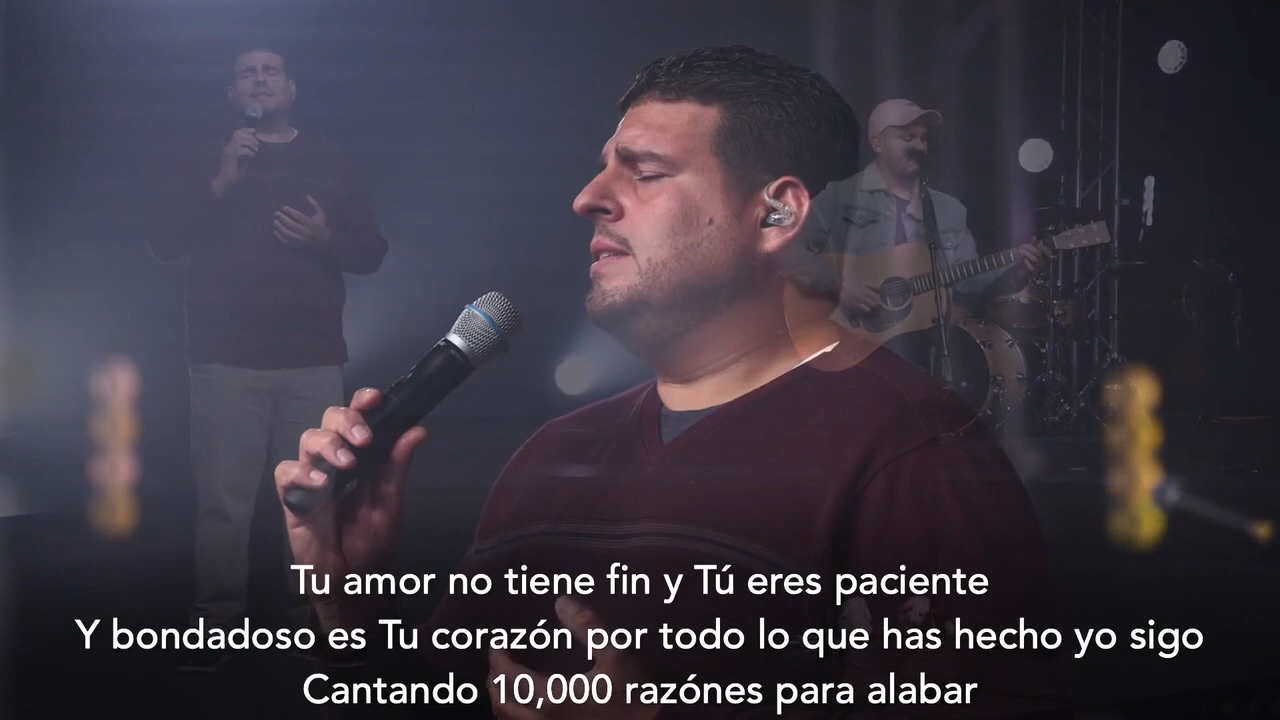 Tu amor no tiene fin y Tú eres paciente
Y bondadoso es Tu corazón por todo lo que has hecho yo sigo
Cantando 10,000 razónes para alabar